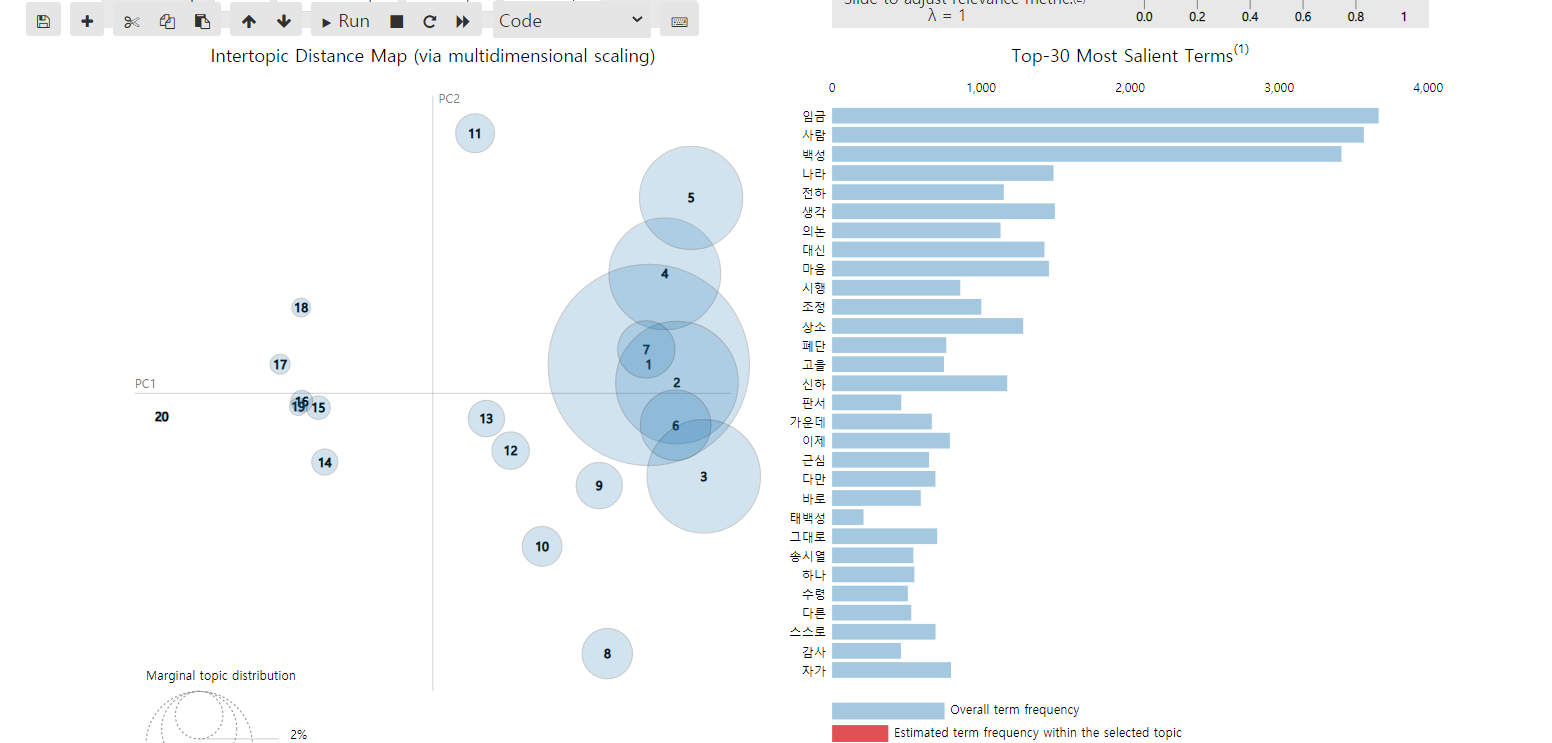 Run
Code
λ = 1
0.0 0.2 0.4 0.6 0.8 1
Intertopic Distance Map (via multidimensional scaling)
PC2
11
5
4
18
7
17
1
2
PC1
16
19
15
20
13
6
12
14
3
9
10
8
Marginal topic distribution
2%
Top-30 Most Salient Terms(1)
0 1,000 2,000 3,000 4,000
임금
사람
백성
나라
전하
생각
의논
대신
마음
시행
조정
상소
폐단
고을
신하
판서
가운데
이제
근심
다만
바로
태백성
그대로
송시열
하나
수령
다른
스스로
감사
자가
Overall term frequency
Estimated term frequency within the selected topic